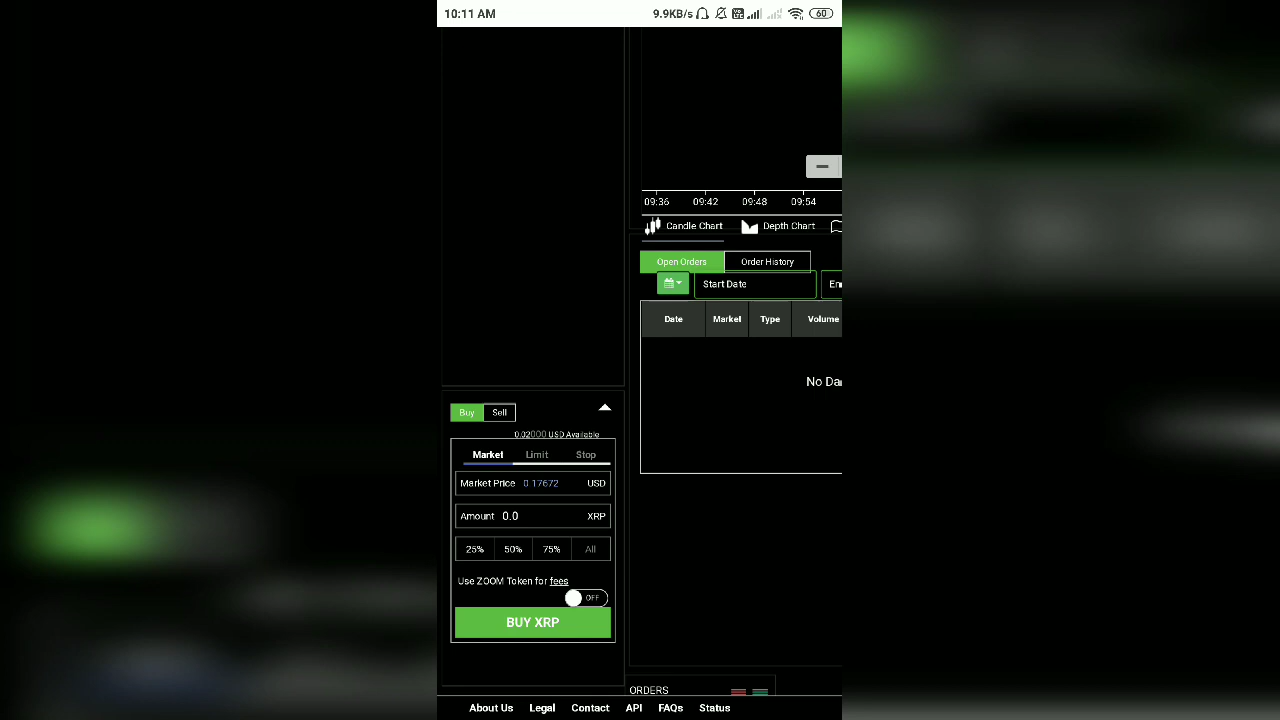 10:11 AM 9.9KB/s 60
09:36 09:42 09:48 09:54
Candle Chart Depth Chart
Open Orders Order History
Start Date
Date Market Type Volume
No
Buy Sell
0.02000 USD Available
Market Limit Stop
Market Price 0.17672 USD
Amount 0.0 XRP
25% 50% 75% All
Use ZOOM Token for fees
OFF
BUY XRP
ORDERS
About Us Legal Contact API FAQs Status